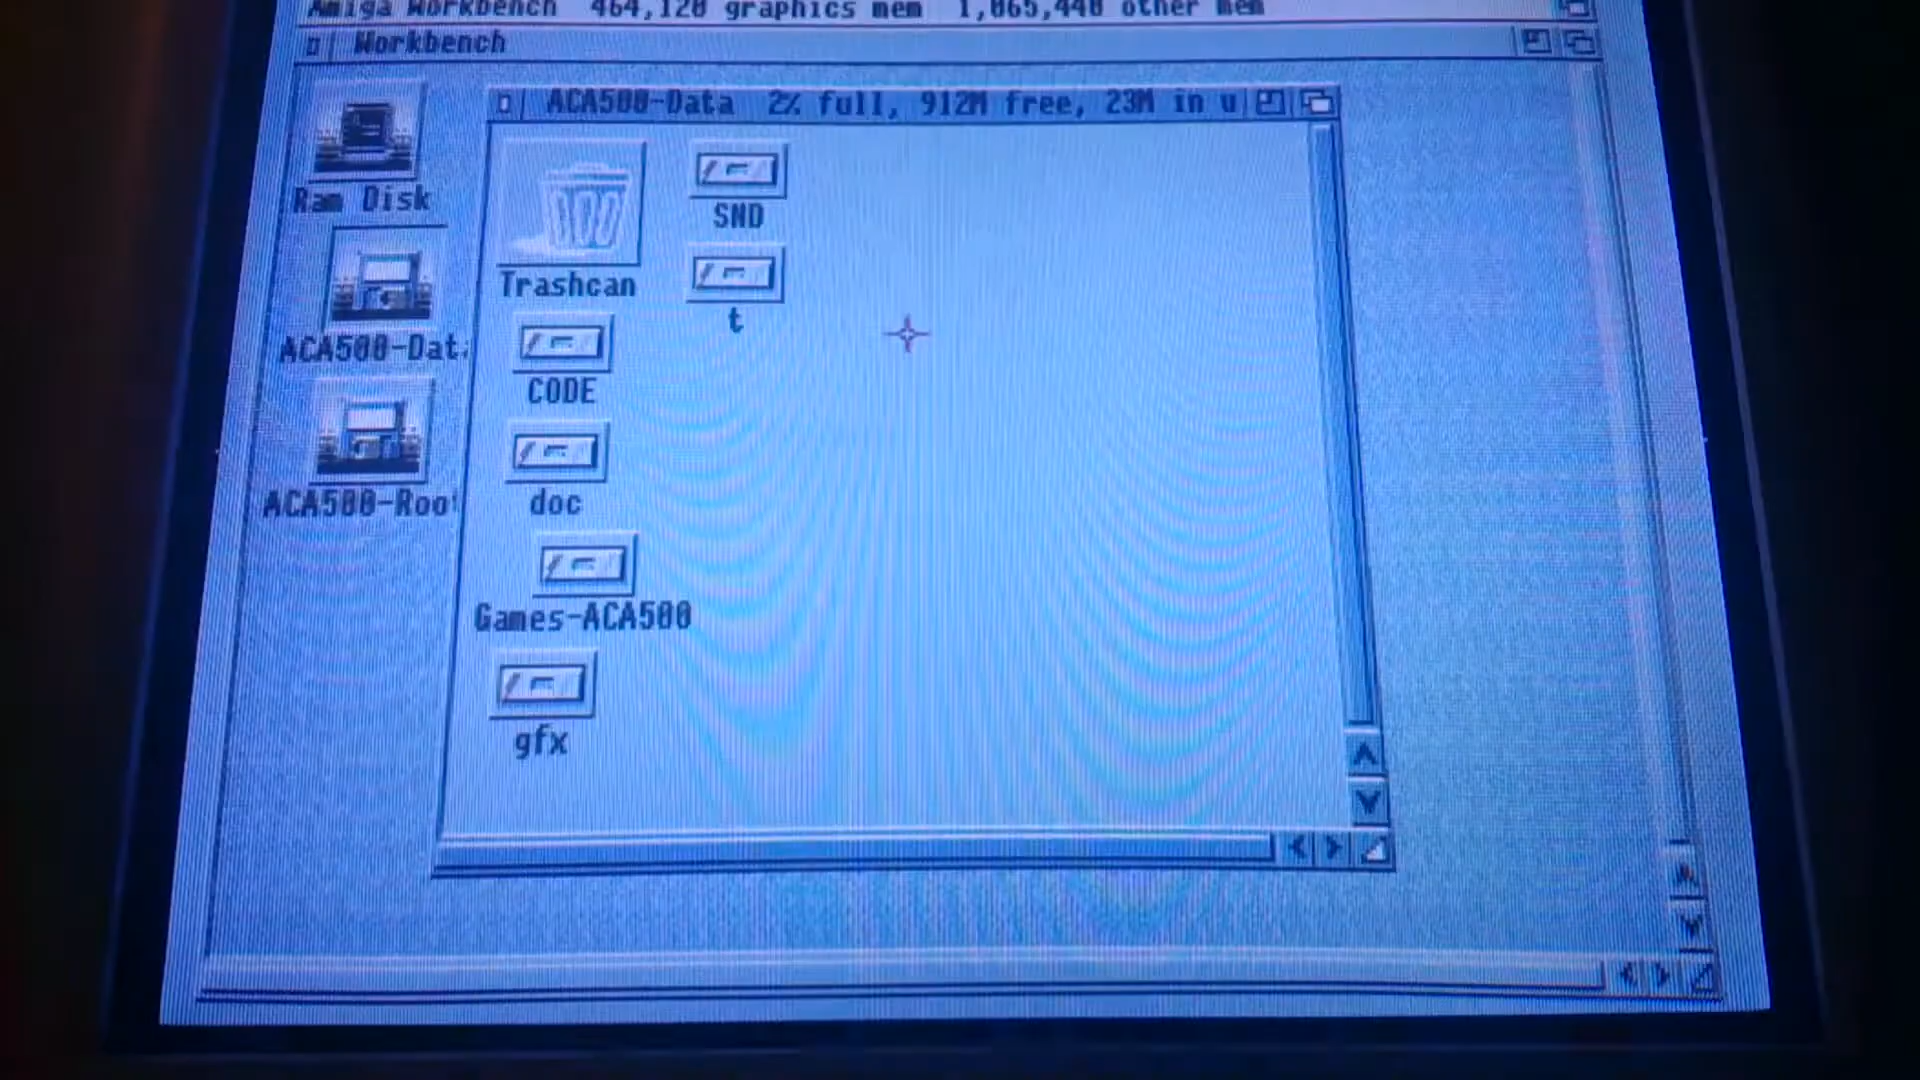 Amiga Workbench 464,120 graphics mem 1,065,440 other mem
Workbench
ACA500-Data 2% full, 912M free, 23M in u
Ram Disk
ACA500-Dat
ACA500-Roo
Trashcan
SND
t
CODE
doc
Games-ACA500
gfx